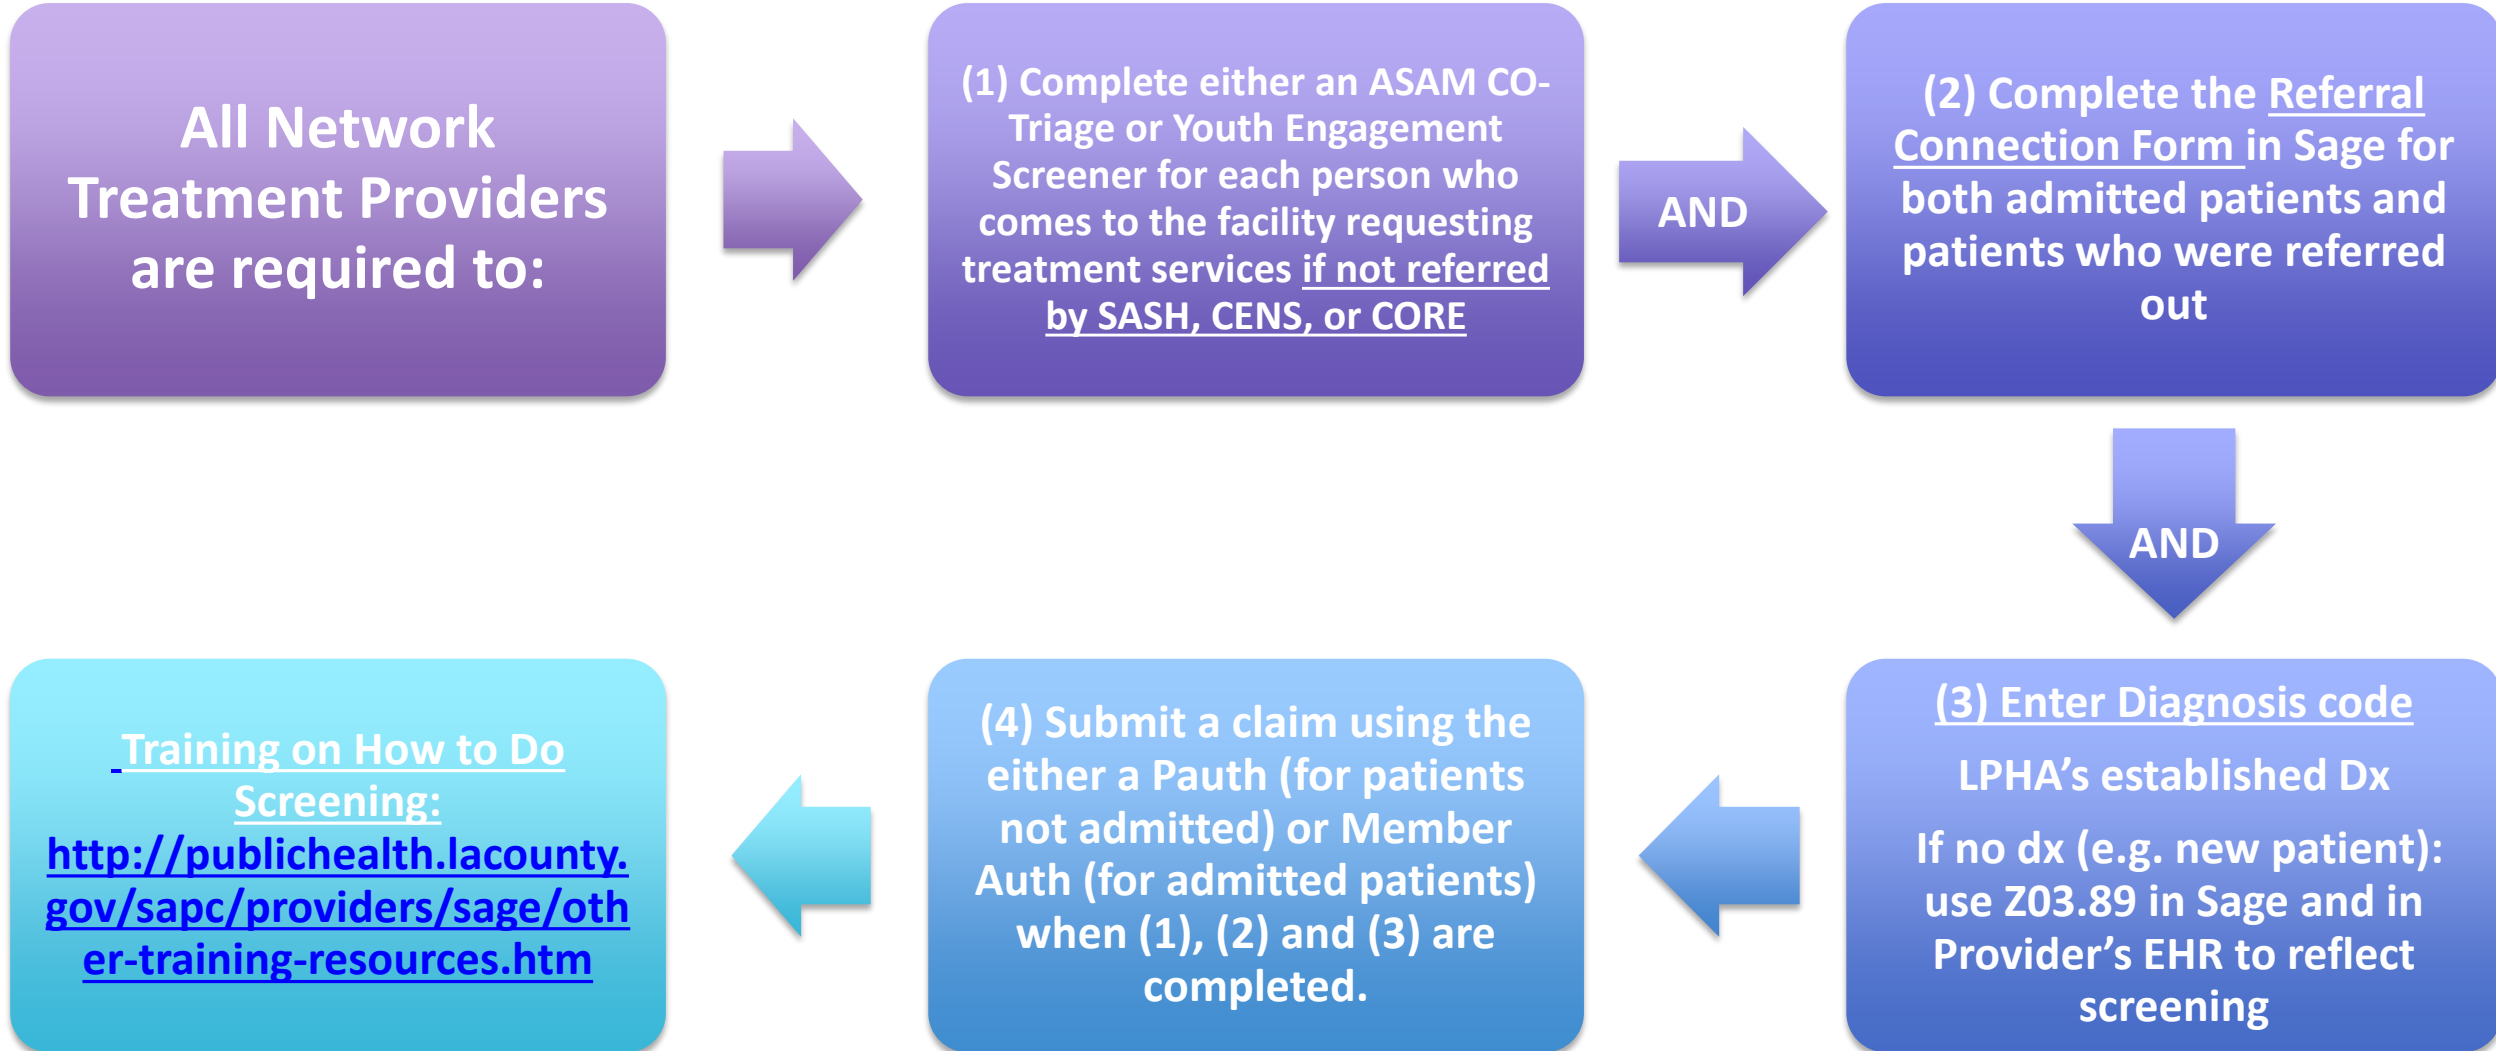 All Network
Treatment Providers
are required to:
(1) Complete either an ASAM CO-
Triage or Youth Engagement
Screener for each person who
comes to the facility requesting
treatment services if not referred
by SASH, CENS, or CORE
AND
(2) Complete the Referral
Connection Form in Sage for
both admitted patients and
patients who were referred
out
AND
(3) Enter Diagnosis code
LPHA’s established Dx
If no dx (e.g. new patient):
use Z03.89 in Sage and in
Provider’s EHR to reflect
screening
(4) Submit a claim using the
either a Pauth (for patients
not admitted) or Member
Auth (for admitted patients)
when (1), (2) and (3) are
completed.
Training on How to Do
Screening:
http://publichealth.lacounty.
gov/sapc/providers/sage/oth
er-training-resources.htm